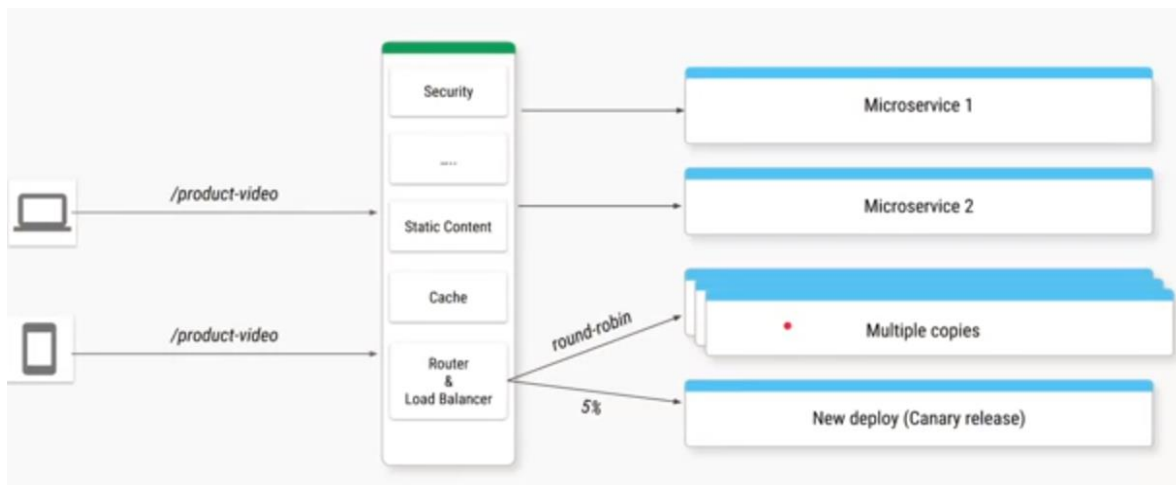 /product-video
/product-video
Security
....
Static Content
Cache
Router
&
Load Balancer
round-robin
5%
Microservice 1
Microservice 2
Multiple copies
New deploy (Canary release)